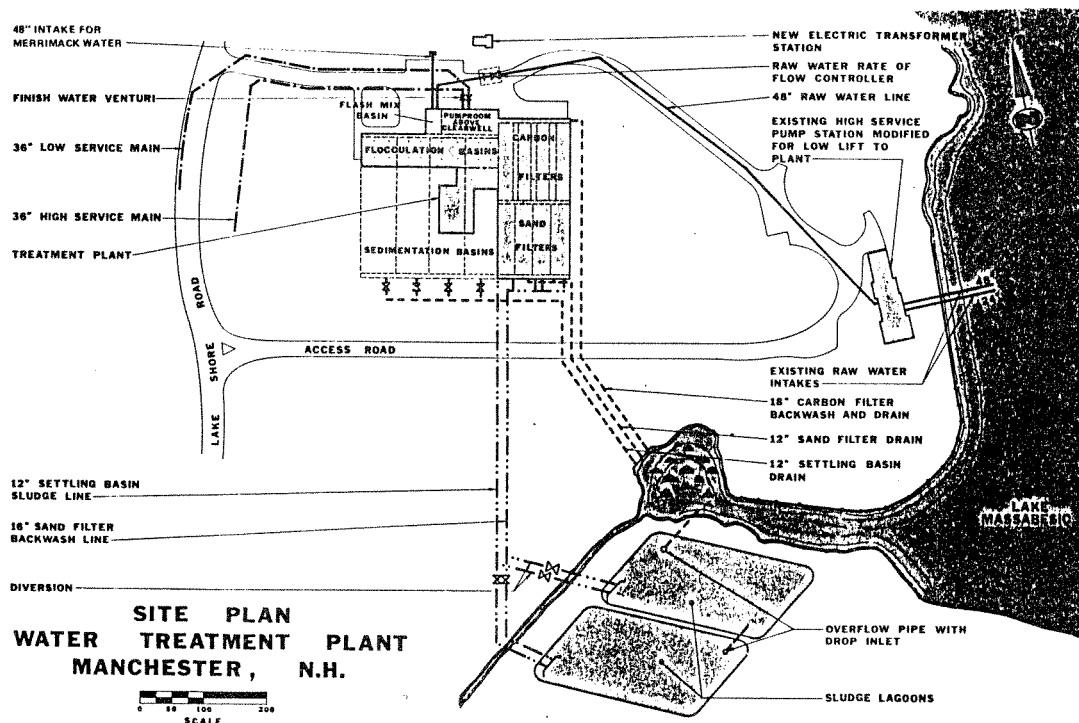 48" INTAKE FOR
MERRIMACK WATER
FINISH WATER VENTURI
36" LOW SERVICE MAIN
36" HIGH SERVICE MAIN
TREATMENT PLANT
FLASH MIX
BASIN
PUMPROOM
ABOVE
CLEARWELL
FLOCCULATION BASINS
CARBON
FILTERS
SAND
FILTERS
SEDIMENTATION BASINS
NEW ELECTRIC TRANSFORMER
STATION
RAW WATER RATE OF
FLOW CONTROLLER
48" RAW WATER LINE
EXISTING HIGH SERVICE
PUMP STATION MODIFIED
FOR LOW LIFT TO
PLANT
LAKE SHORE ROAD
ACCESS ROAD
EXISTING RAW WATER
INTAKES
18" CARBON FILTER
BACKWASH AND DRAIN
12" SAND FILTER DRAIN
12" SETTLING BASIN
DRAIN
LAKE
MASSABESIC
12" SETTLING BASIN
SLUDGE LINE
16" SAND FILTER
BACKWASH LINE
DIVERSION
OVERFLOW PIPE WITH
DROP INLET
SLUDGE LAGOONS
SITE PLAN
WATER TREATMENT PLANT
MANCHESTER, N.H.
0 50 100 200
SCALE